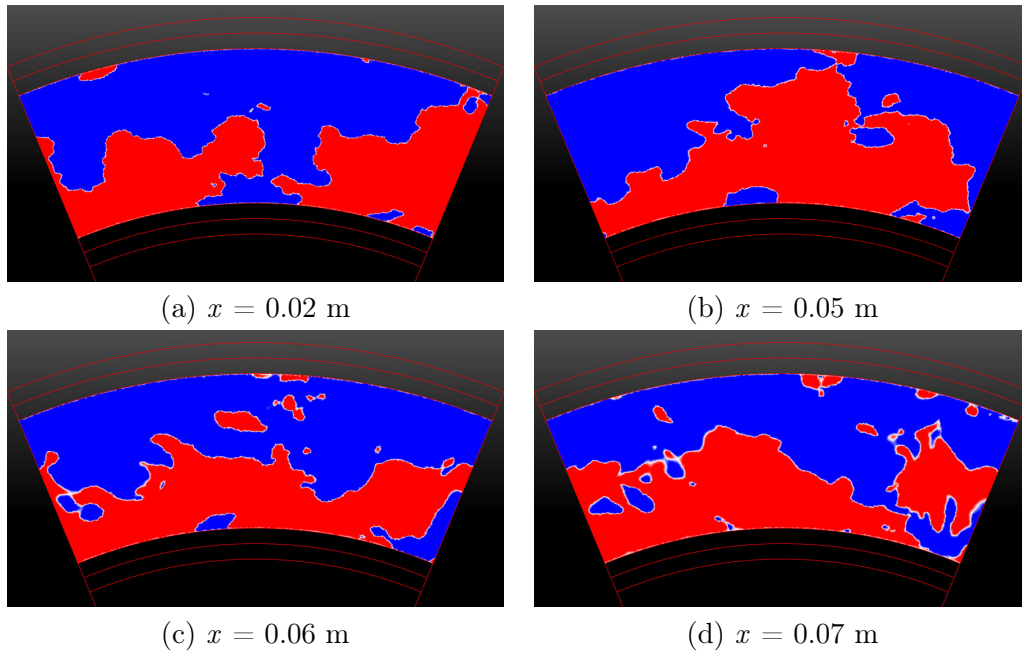 (a) x = 0.02 m
(b) x = 0.05 m
(c) x = 0.06 m
(d) x = 0.07 m